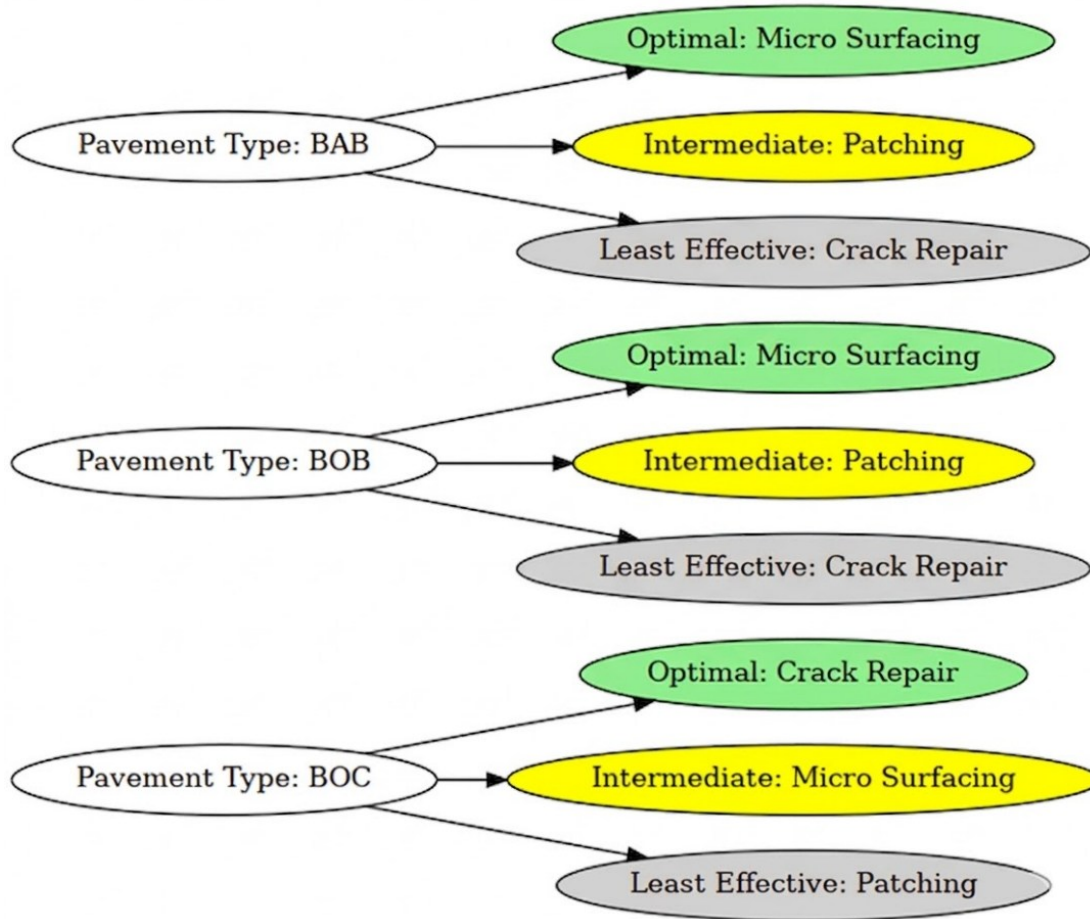 Optimal: Micro Surfacing
Pavement Type: BAB
Intermediate: Patching
Least Effective: Crack Repair
Optimal: Micro Surfacing
Pavement Type: BOB
Intermediate: Patching
Least Effective: Crack Repair
Optimal: Crack Repair
Pavement Type: BOC
Intermediate: Micro Surfacing
Least Effective: Patching